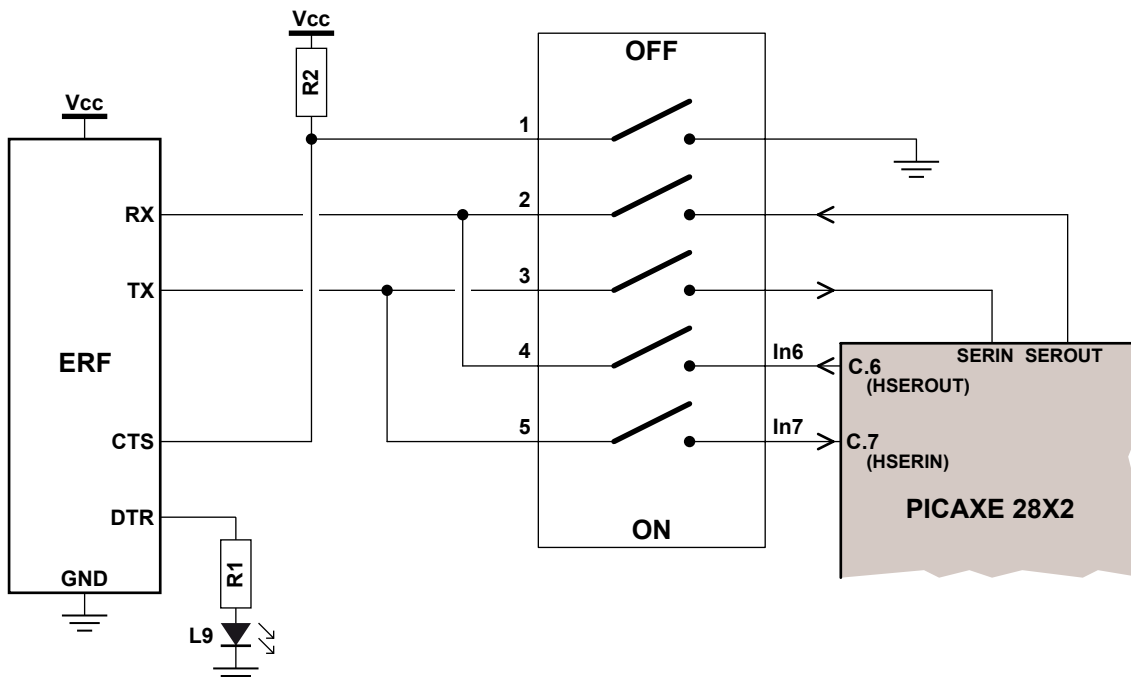 Vcc
OFF
R2
Vcc
1
2
RX
3
TX
ERF
4
In6
SERIN SEROUT
C.6
(HSEROUT)
CTS
5
In7
C.7
(HSERIN)
DTR
PICAXE 28X2
ON
R1
GND
L9